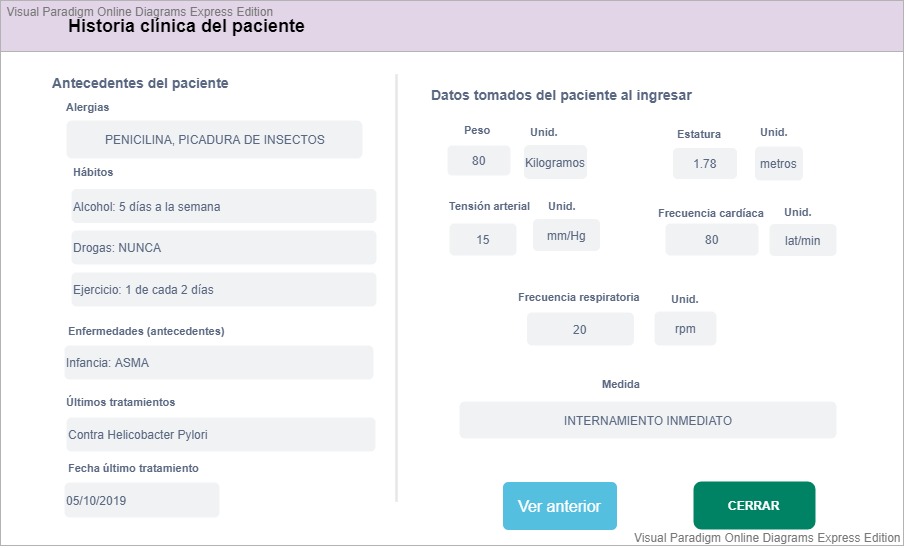 Visual Paradigm Online Diagrams Express Edition
Historia clínica del paciente
Antecedentes del paciente
Alergias
PENICILINA, PICADURA DE INSECTOS
Hábitos
Alcohol: 5 días a la semana
Drogas: NUNCA
Ejercicio: 1 de cada 2 días
Enfermedades (antecedentes)
Infancia: ASMA
Últimos tratamientos
Contra Helicobacter Pylori
Fecha último tratamiento
05/10/2019
Datos tomados del paciente al ingresar
Peso Unid. Estatura Unid.
80 Kilogramos 1.78 metros
Tensión arterial Unid. Frecuencia cardíaca Unid.
15 mm/Hg 80 lat/min
Frecuencia respiratoria Unid.
20 rpm
Medida
INTERNAMIENTO INMEDIATO
Ver anterior CERRAR
Visual Paradigm Online Diagrams Express Edition